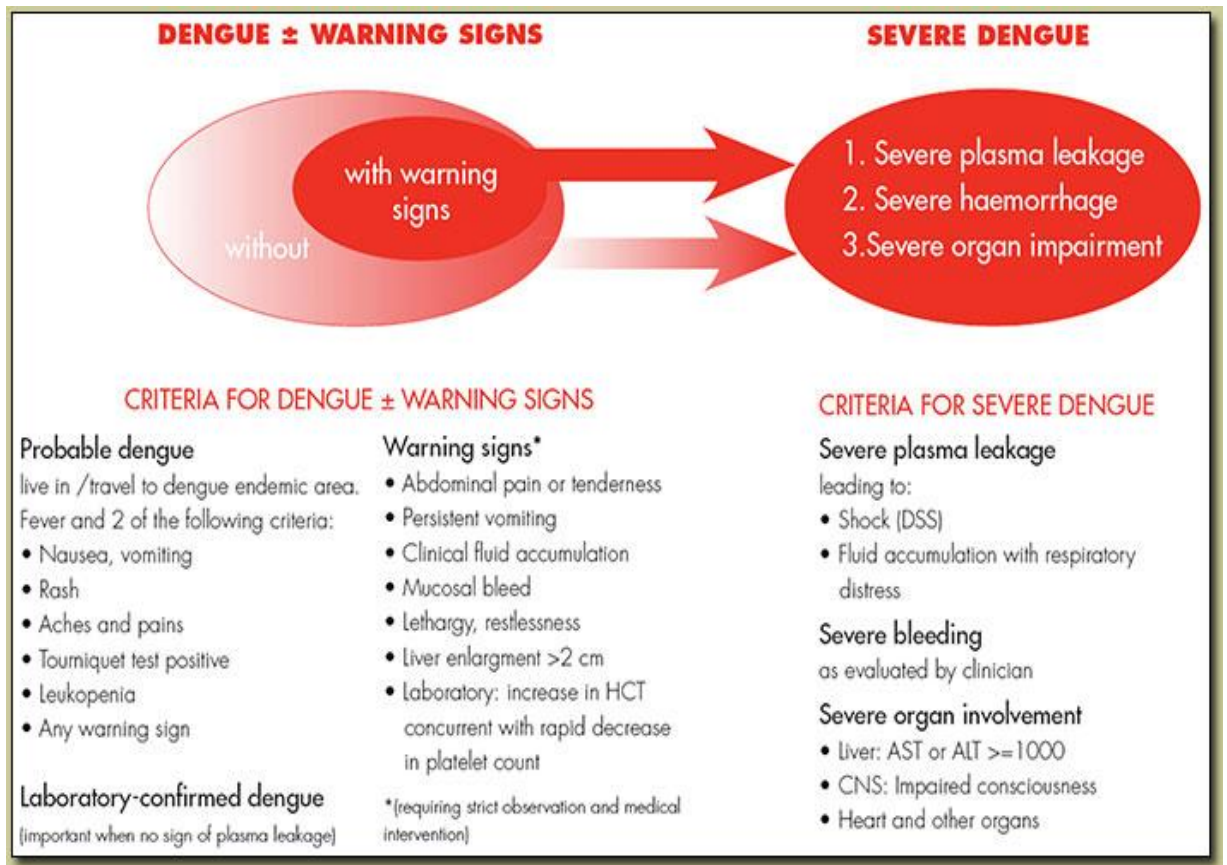 DENGUE ± WARNING SIGNS
SEVERE DENGUE
with warning
signs
without
1. Severe plasma leakage
2. Severe haemorrhage
3.Severe organ impairment
CRITERIA FOR DENGUE ± WARNING SIGNS
Probable dengue
live in /travel to dengue endemic area.
Fever and 2 of the following criteria:
• Nausea, vomiting
• Rash
• Aches and pains
• Tourniquet test positive
• Leukopenia
• Any warning sign
Laboratory-confirmed dengue
(important when no sign of plasma leakage)
Warning signs*
• Abdominal pain or tenderness
• Persistent vomiting
• Clinical fluid accumulation
• Mucosal bleed
• Lethargy, restlessness
• Liver enlargment >2 cm
• Laboratory: increase in HCT
concurrent with rapid decrease
in platelet count
*(requiring strict observation and medical
intervention)
CRITERIA FOR SEVERE DENGUE
Severe plasma leakage
leading to:
• Shock (DSS)
• Fluid accumulation with respiratory
distress
Severe bleeding
as evaluated by clinician
Severe organ involvement
• Liver: AST or ALT >=1000
• CNS: Impaired consciousness
• Heart and other organs